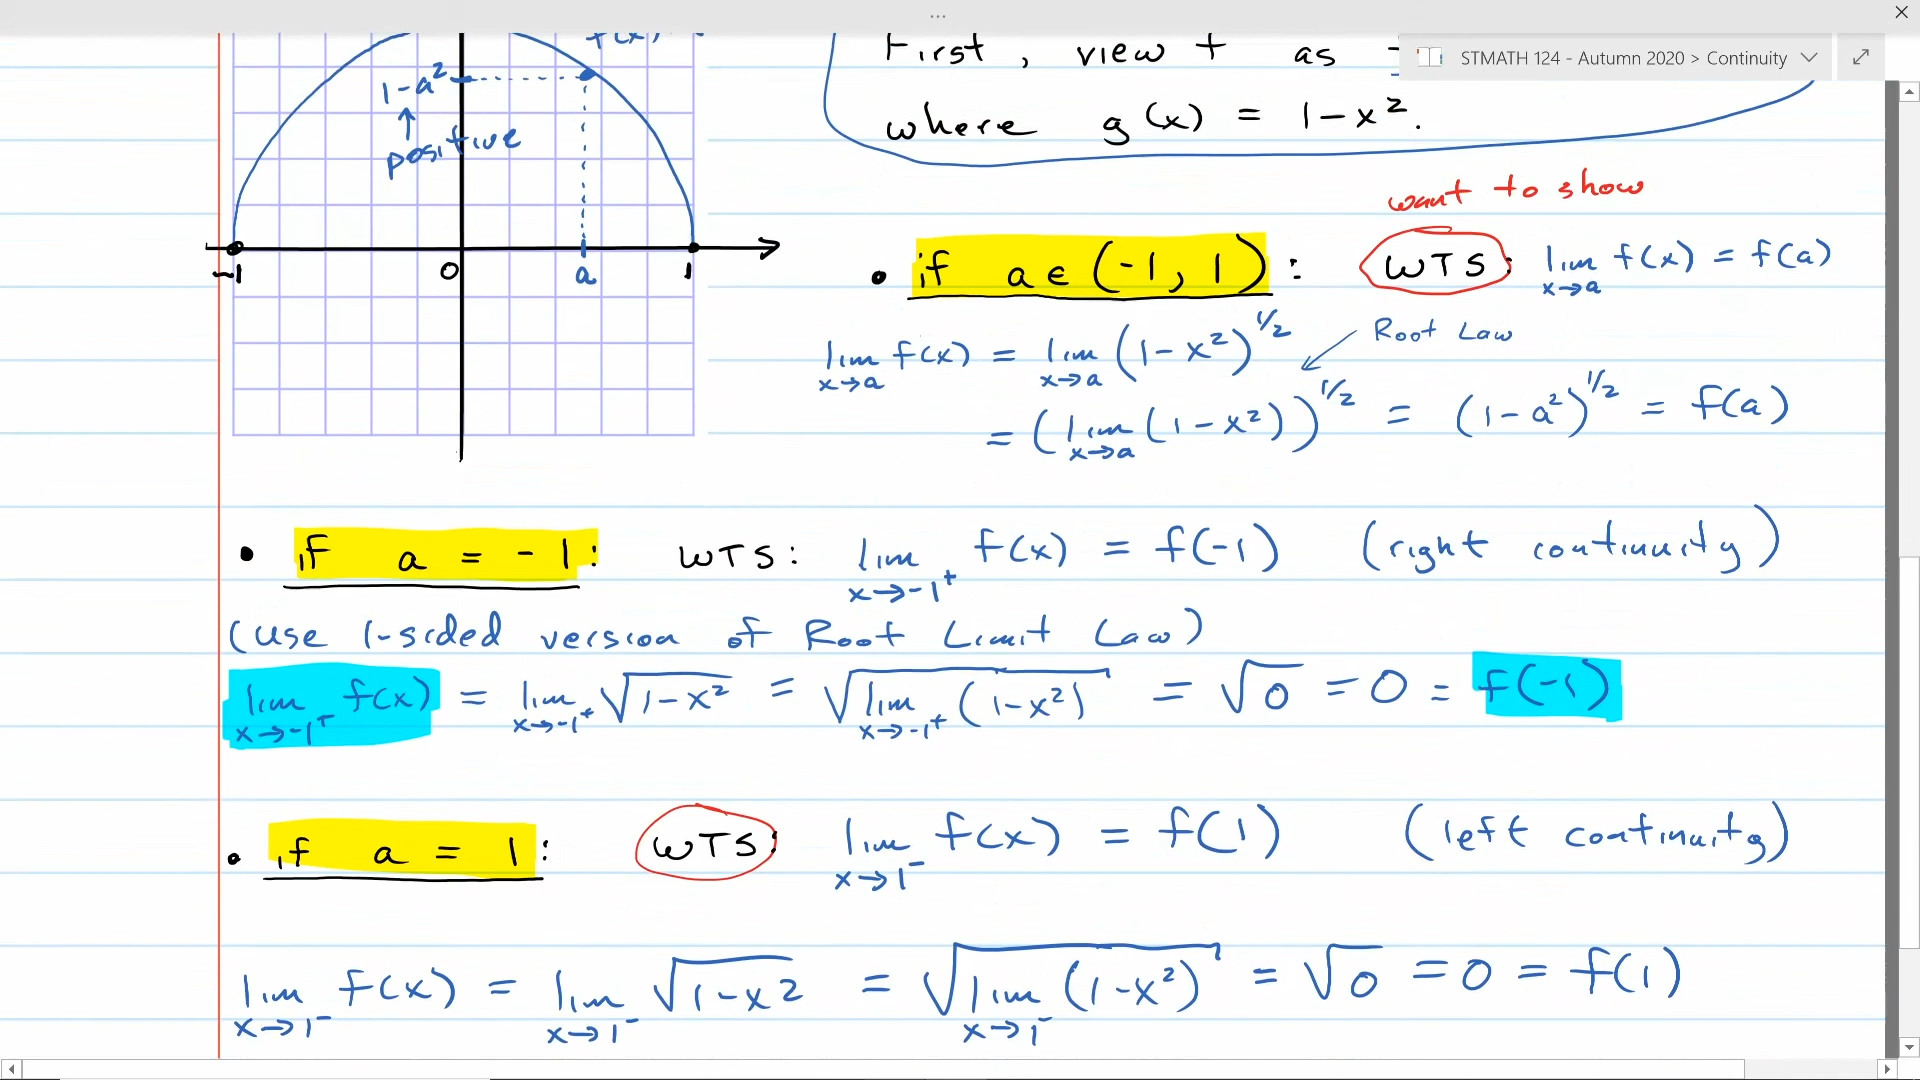 STMATH 124 - Autumn 2020 > Continuity
First, view f as
where g(x) = 1-x².
f(x)
1-a²
↑
positive
-1 0 a 1
want to show
• if a ∈ (-1, 1): WTS: lim x→a f(x) = f(a)
lim x→a f(x) = lim x→a (1-x²)^1/2 Root Law
= (lim x→a (1-x²))^1/2 = (1-a²)^1/2 = f(a)
• if a = -1: WTS: lim x→-1⁺ f(x) = f(-1) (right continuity)
(use 1-sided version of Root Limit Law)
lim x→-1⁺ f(x) = lim x→-1⁺ √(1-x²) = √(lim x→-1⁺ (1-x²)) = √0 = 0 = f(-1)
• if a = 1: WTS: lim x→1⁻ f(x) = f(1) (left continuity)
lim x→1⁻ f(x) = lim x→1⁻ √(1-x²) = √(lim x→1⁻ (1-x²)) = √0 = 0 = f(1)